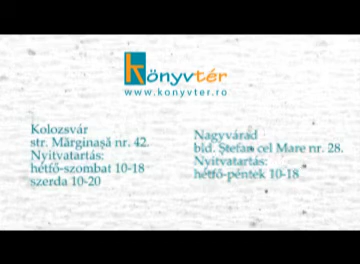 könyvtér
www.konyvter.ro
Kolozsvár
str. Mărginașă nr. 42.
Nyitvatartás:
hétfő-szombat 10-18
szerda 10-20
Nagyvárad
bld. Ștefan cel Mare nr. 28.
Nyitvatartás:
hétfő-péntek 10-18